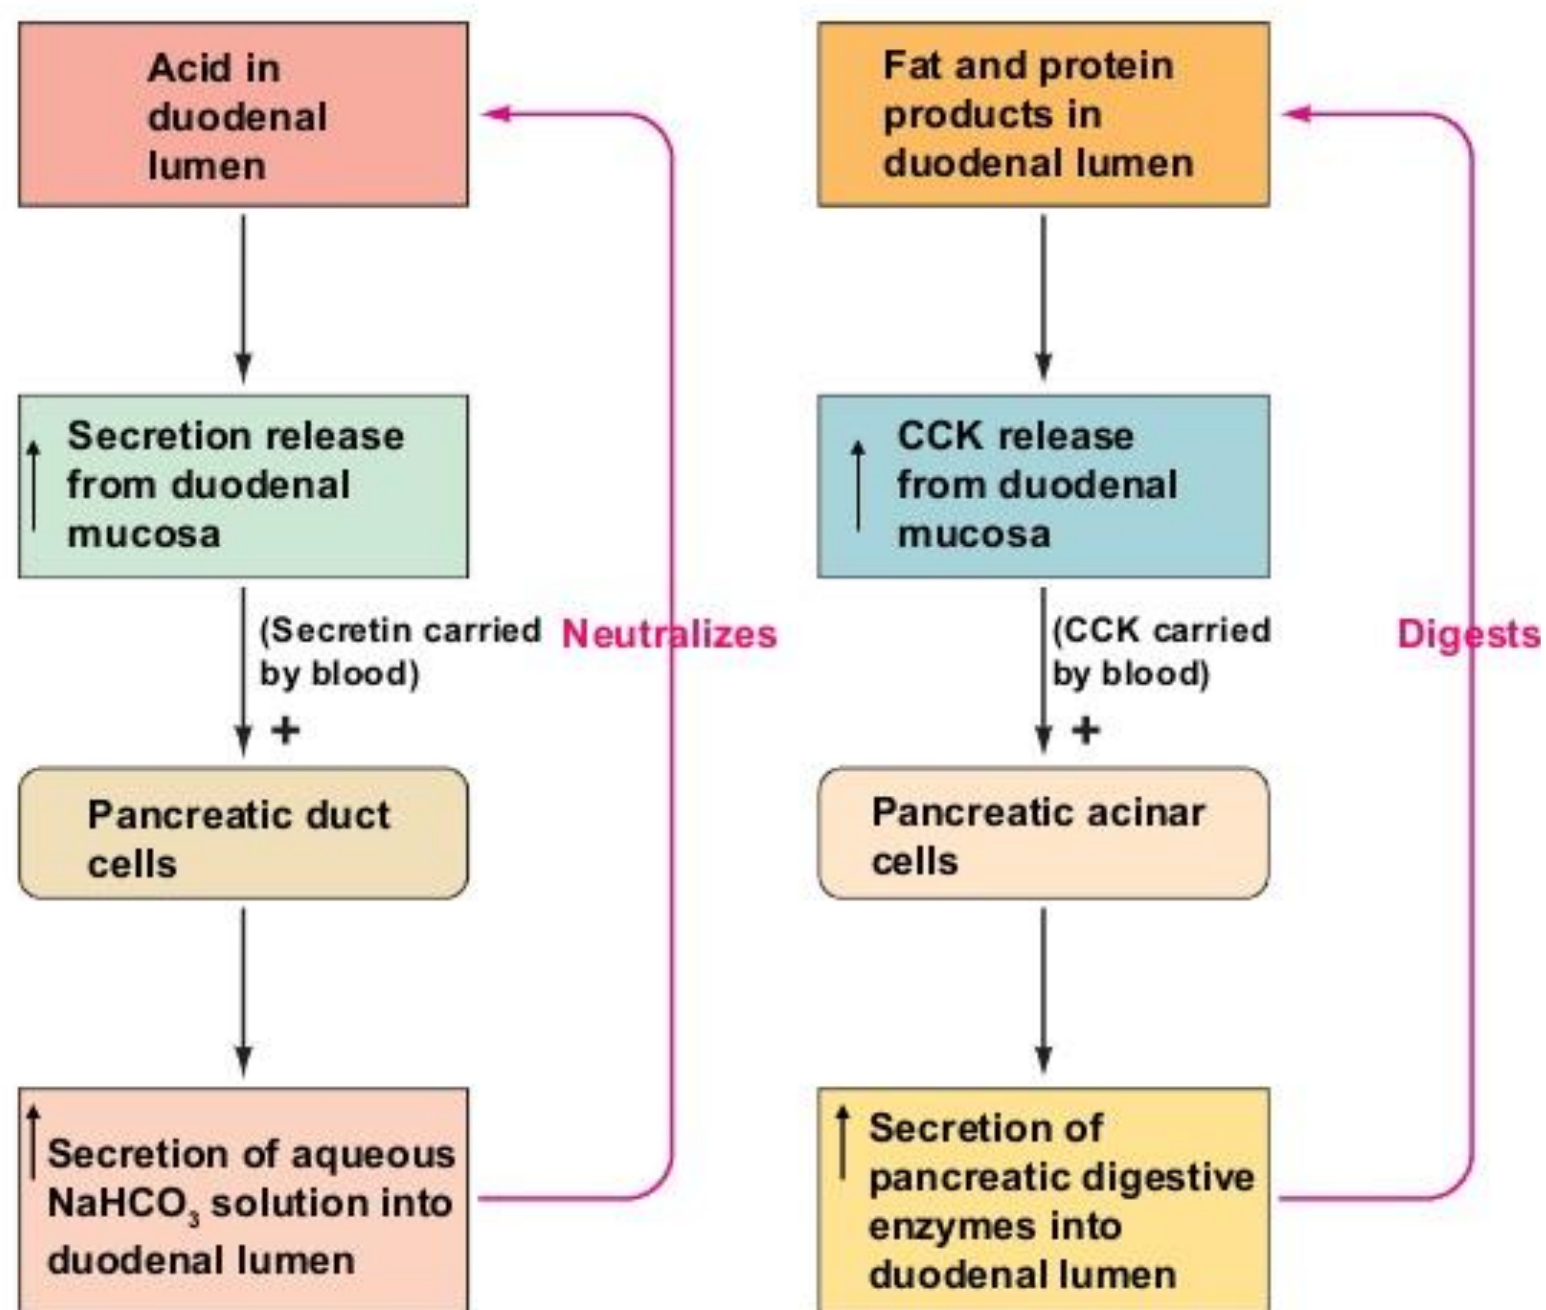 Acid in
duodenal
lumen
Secretion release
from duodenal
mucosa
(Secretin carried
by blood)
+
Neutralizes
Pancreatic duct
cells
Secretion of aqueous
NaHCO₃ solution into
duodenal lumen
Fat and protein
products in
duodenal lumen
CCK release
from duodenal
mucosa
(CCK carried
by blood)
+
Digests
Pancreatic acinar
cells
Secretion of
pancreatic digestive
enzymes into
duodenal lumen